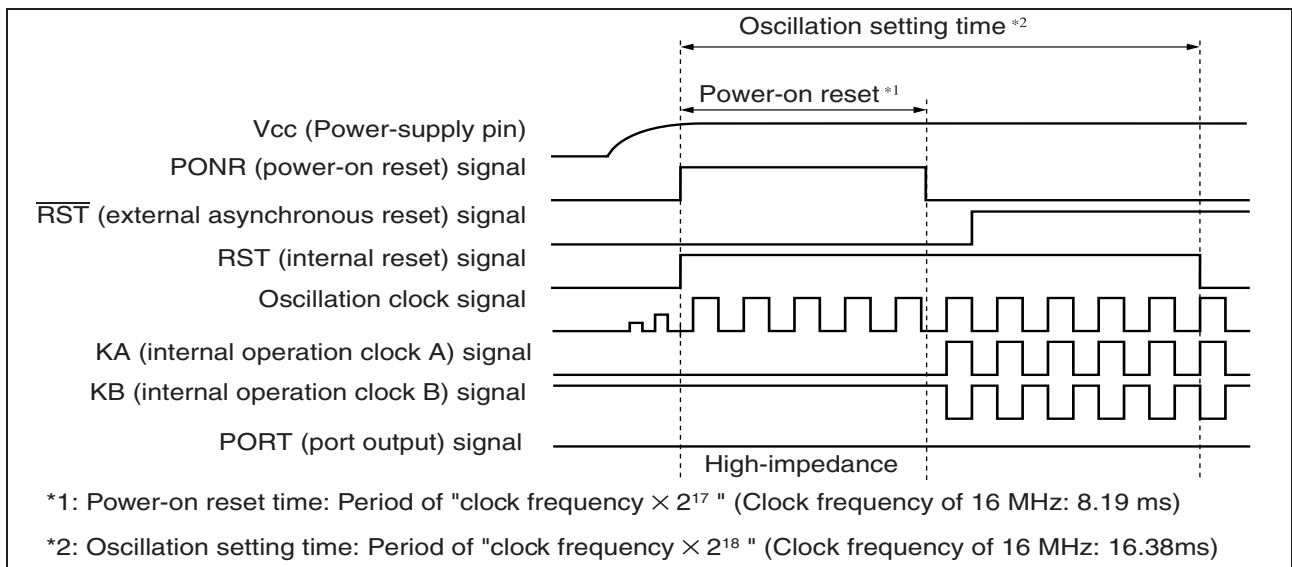 Oscillation setting time *2
Power-on reset *1
Vcc (Power-supply pin)
PONR (power-on reset) signal
R̅S̅T̅ (external asynchronous reset) signal
RST (internal reset) signal
Oscillation clock signal
KA (internal operation clock A) signal
KB (internal operation clock B) signal
PORT (port output) signal
High-impedance
*1: Power-on reset time: Period of "clock frequency × 2¹⁷ " (Clock frequency of 16 MHz: 8.19 ms)
*2: Oscillation setting time: Period of "clock frequency × 2¹⁸ " (Clock frequency of 16 MHz: 16.38ms)